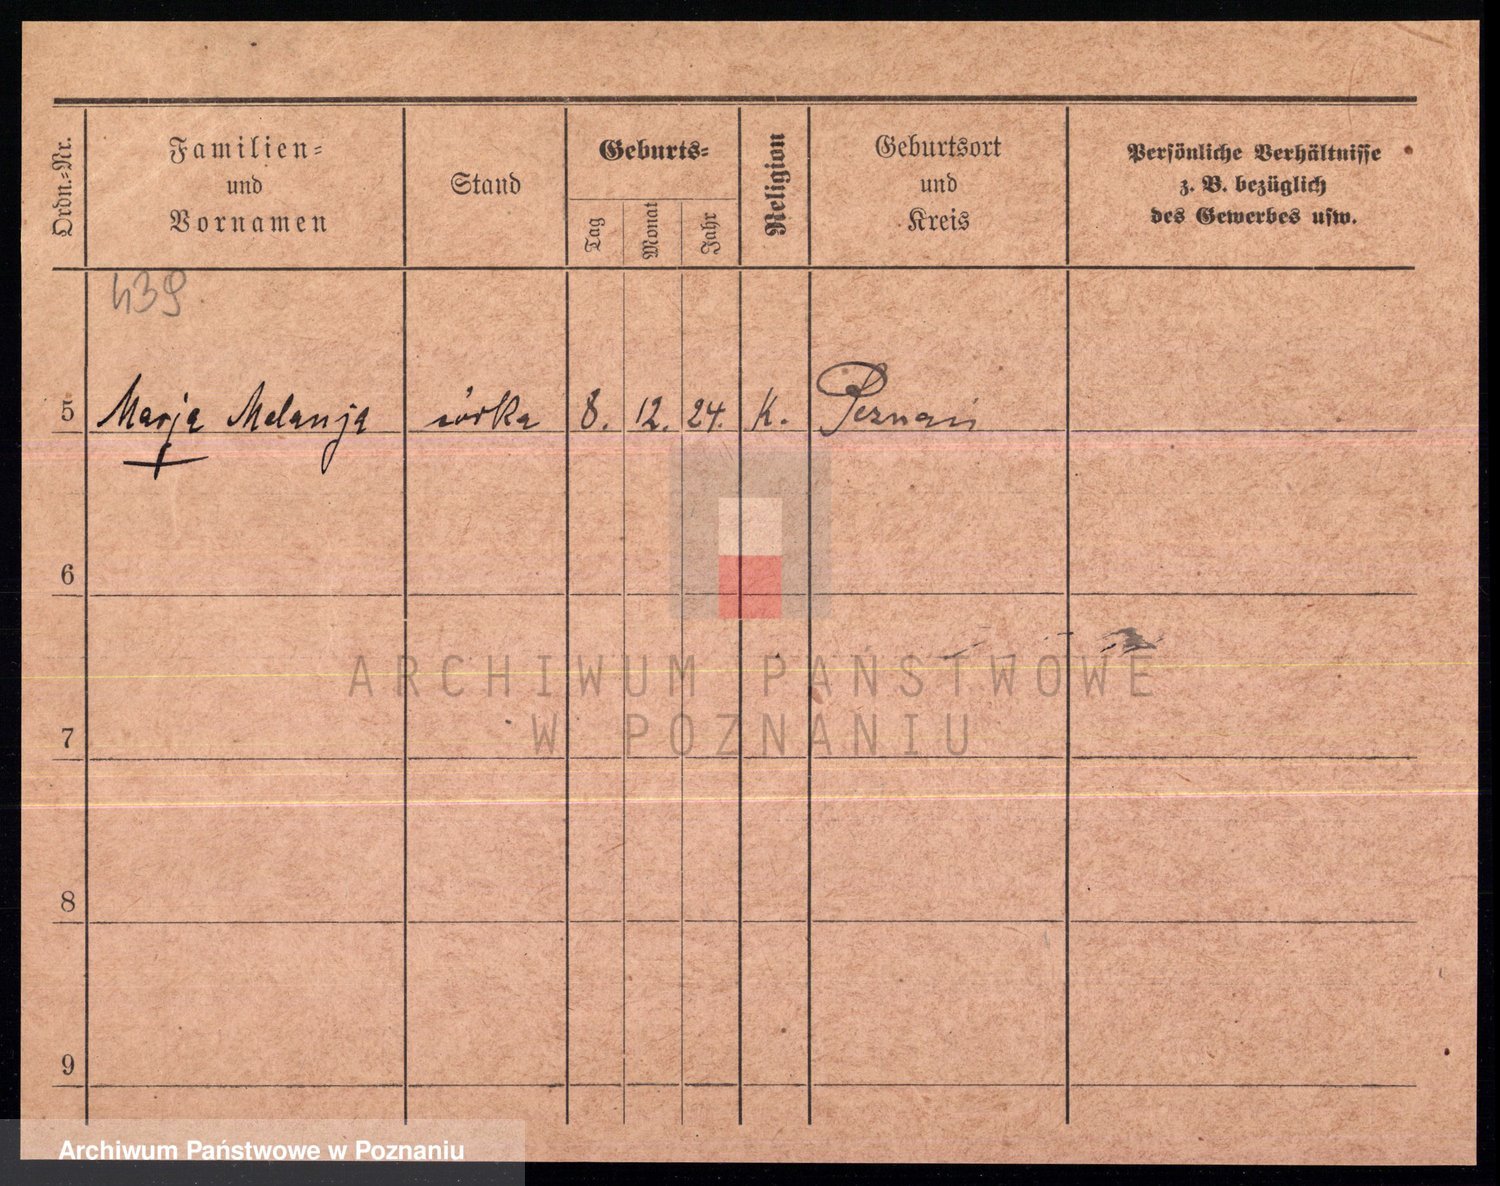 Ordn.-Nr.
Familien-
und
Vornamen
Stand
Geburts-
Tag
Monat
Jahr
Religion
Geburtsort
und
Kreis
Persönliche Verhältnisse
z. B. bezüglich
des Gewerbes usw.
439
5 Marja Melanja córka 8. 12. 24. K. Poznań
6
7
8
9
ARCHIWUM PAŃSTWOWE
W POZNANIU
Archiwum Państwowe w Poznaniu